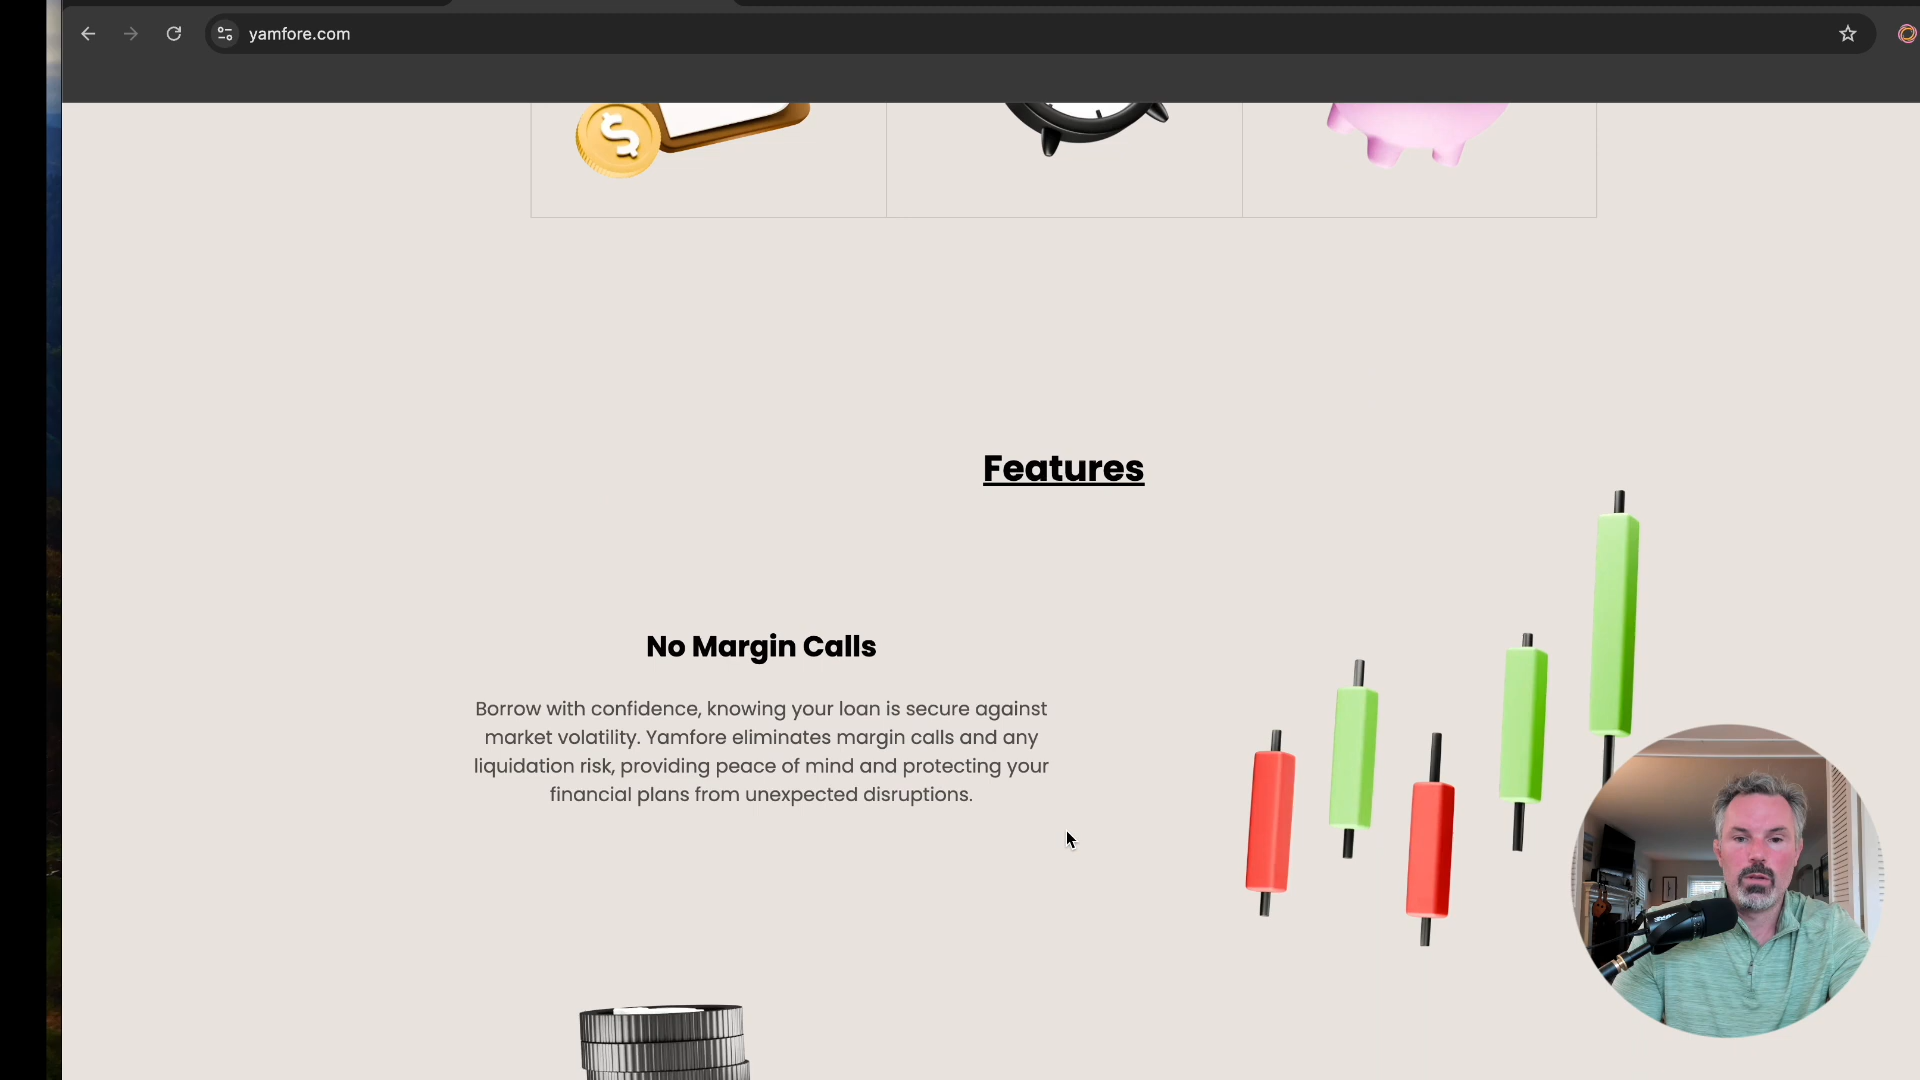 yamfore.com
Features
No Margin Calls
Borrow with confidence, knowing your loan is secure against
market volatility. Yamfore eliminates margin calls and any
liquidation risk, providing peace of mind and protecting your
financial plans from unexpected disruptions.